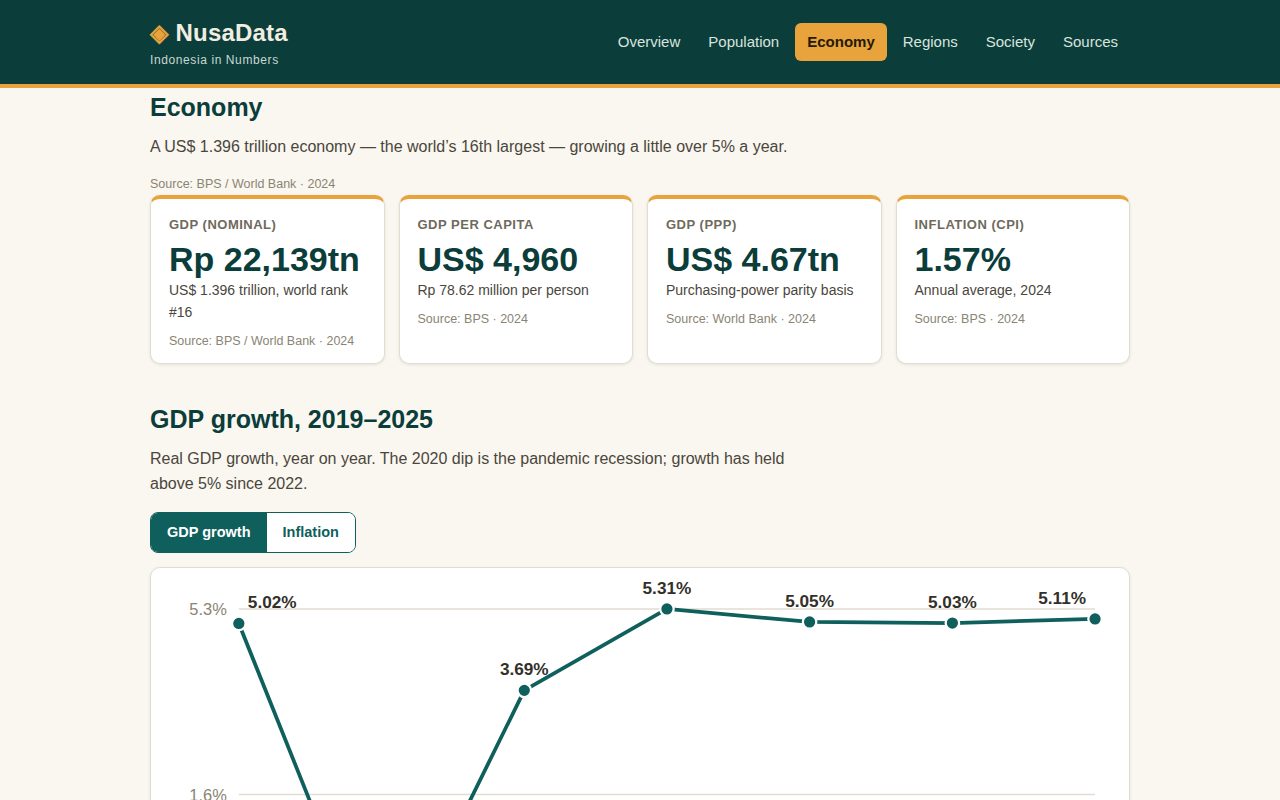 ◈ NusaData
Indonesia in Numbers
Overview
Population
Economy
Regions
Society
Sources
Economy
A US$ 1.396 trillion economy — the world’s 16th largest — growing a little over 5% a year.
Source: BPS / World Bank · 2024
GDP (NOMINAL)
Rp 22,139tn
US$ 1.396 trillion, world rank
#16
Source: BPS / World Bank · 2024
GDP PER CAPITA
US$ 4,960
Rp 78.62 million per person
Source: BPS · 2024
GDP (PPP)
US$ 4.67tn
Purchasing-power parity basis
Source: World Bank · 2024
INFLATION (CPI)
1.57%
Annual average, 2024
Source: BPS · 2024
GDP growth, 2019–2025
Real GDP growth, year on year. The 2020 dip is the pandemic recession; growth has held
above 5% since 2022.
GDP growth
Inflation
5.3%
5.02%
3.69%
5.31%
5.05%
5.03%
5.11%
1.6%